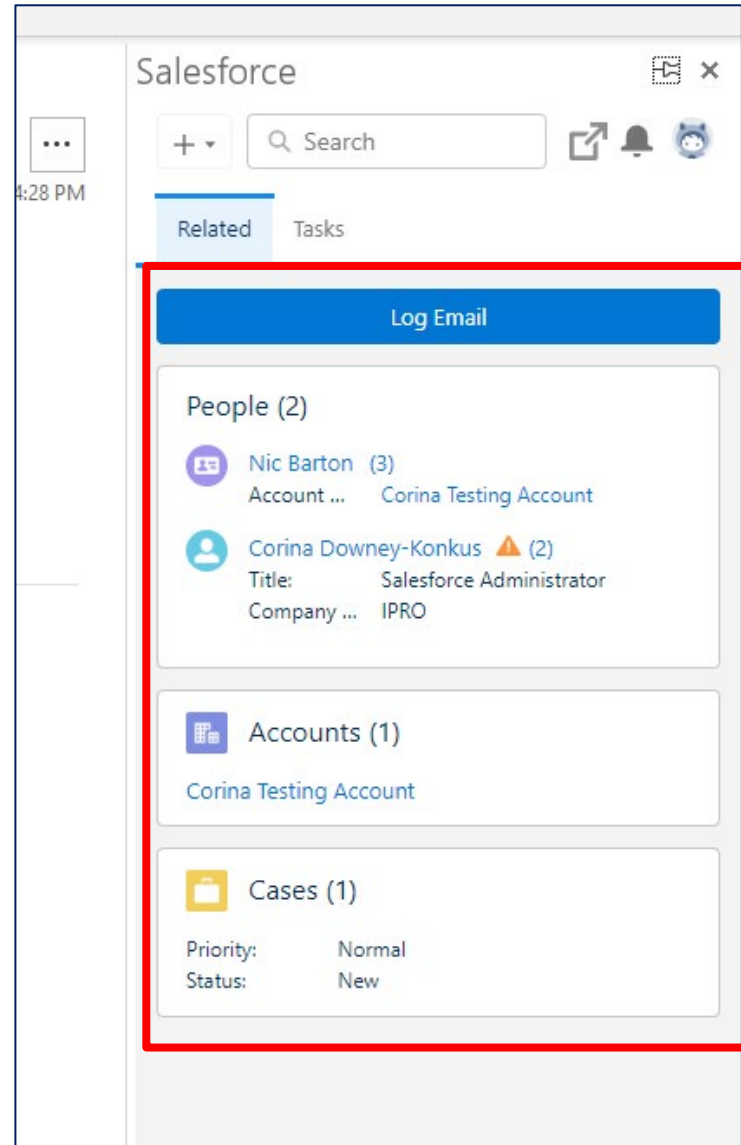 Salesforce
Search
4:28 PM
Related Tasks
Log Email
People (2)
Nic Barton (3)
Account ... Corina Testing Account
Corina Downey-Konkus (2)
Title: Salesforce Administrator
Company ... IPRO
Accounts (1)
Corina Testing Account
Cases (1)
Priority: Normal
Status: New